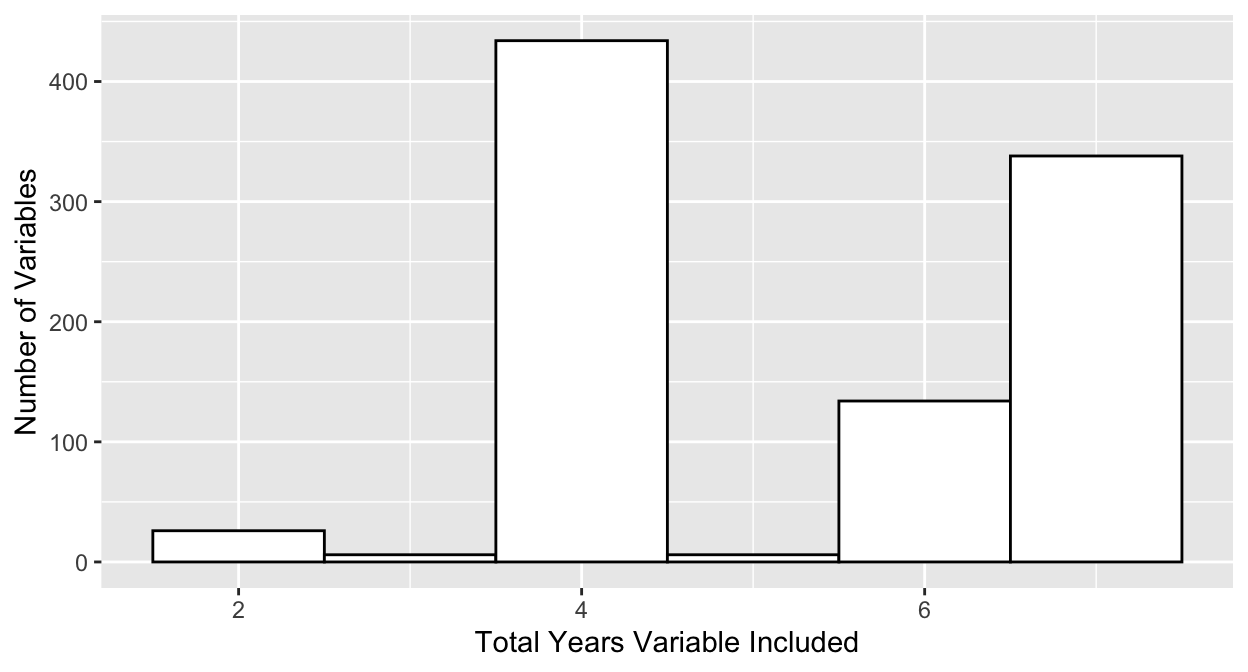 400
300
200
100
0
Number of Variables
2 4 6
Total Years Variable Included